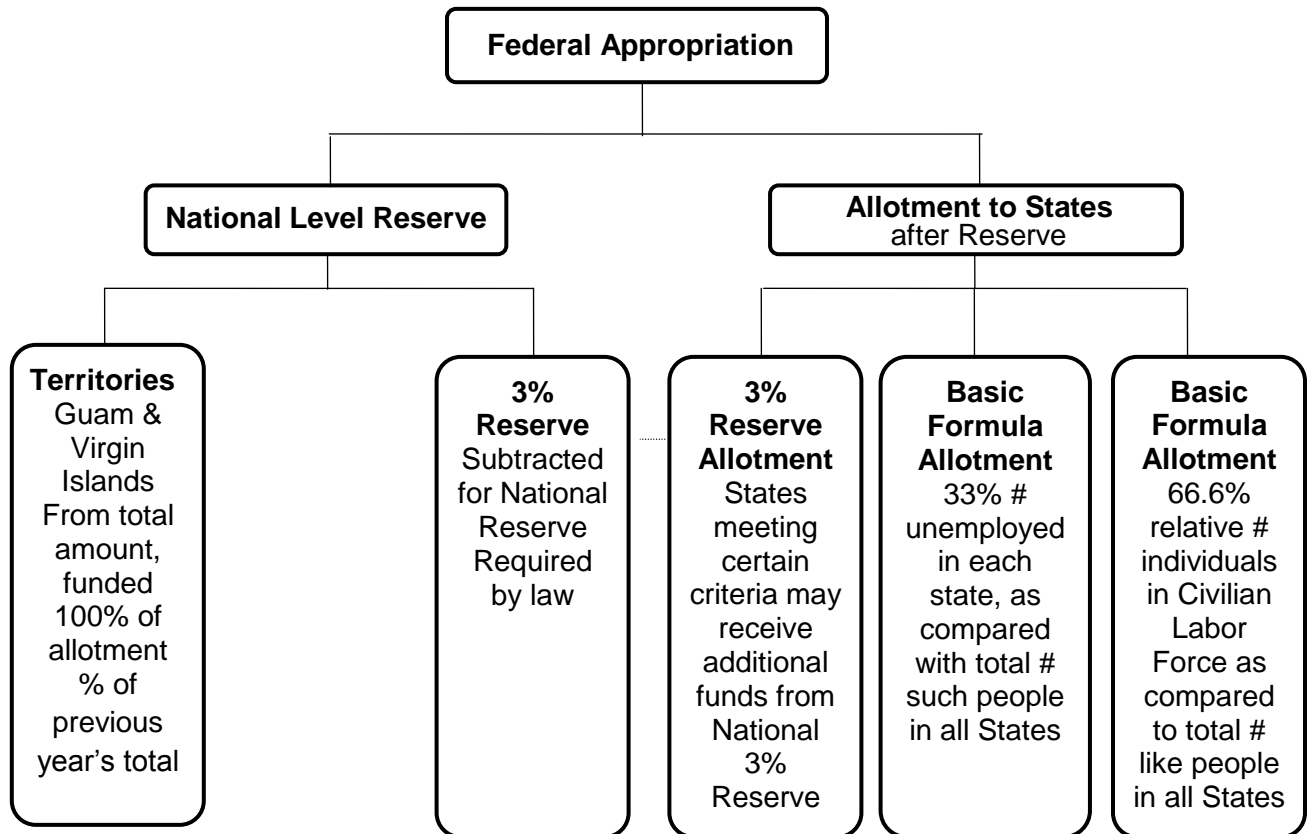 Federal Appropriation
National Level Reserve
Allotment to States
after Reserve
Territories
Guam &
Virgin
Islands
From total
amount,
funded
100% of
allotment
% of
previous
year’s total
3%
Reserve
Subtracted
for National
Reserve
Required
by law
3%
Reserve
Allotment
States
meeting
certain
criteria may
receive
additional
funds from
National
3%
Reserve
Basic
Formula
Allotment
33% #
unemployed
in each
state, as
compared
with total #
such people
in all States
Basic
Formula
Allotment
66.6%
relative #
individuals
in Civilian
Labor
Force as
compared
to total #
like people
in all States